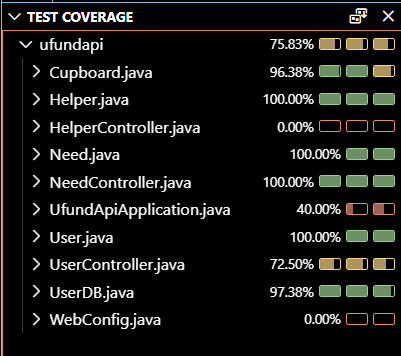 TEST COVERAGE
ufundapi 75.83%
Cupboard.java 96.38%
Helper.java 100.00%
HelperController.java 0.00%
Need.java 100.00%
NeedController.java 100.00%
UfundApiApplication.java 40.00%
User.java 100.00%
UserController.java 72.50%
UserDB.java 97.38%
WebConfig.java 0.00%